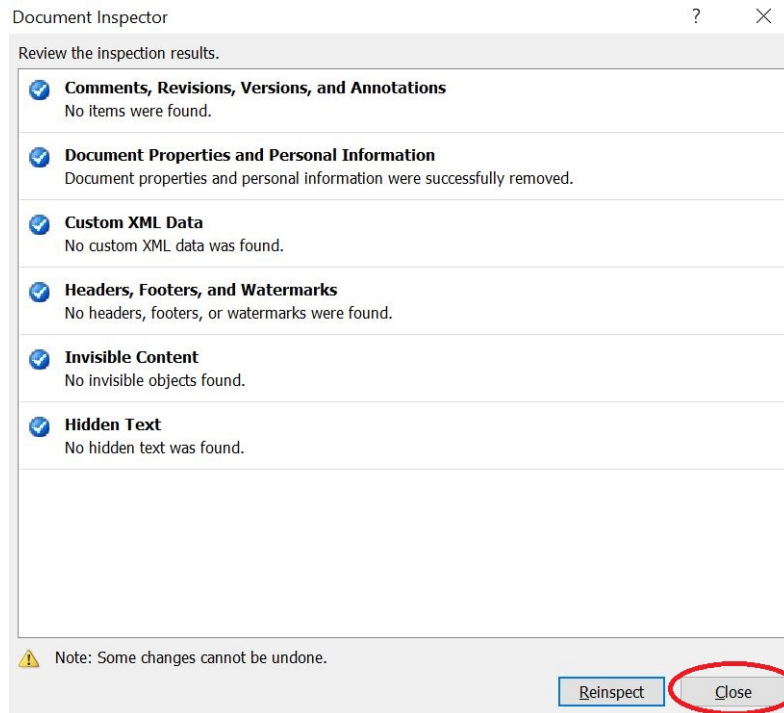 Document Inspector
Review the inspection results.
Comments, Revisions, Versions, and Annotations
No items were found.
Document Properties and Personal Information
Document properties and personal information were successfully removed.
Custom XML Data
No custom XML data was found.
Headers, Footers, and Watermarks
No headers, footers, or watermarks were found.
Invisible Content
No invisible objects found.
Hidden Text
No hidden text was found.
Note: Some changes cannot be undone.
Reinspect Close